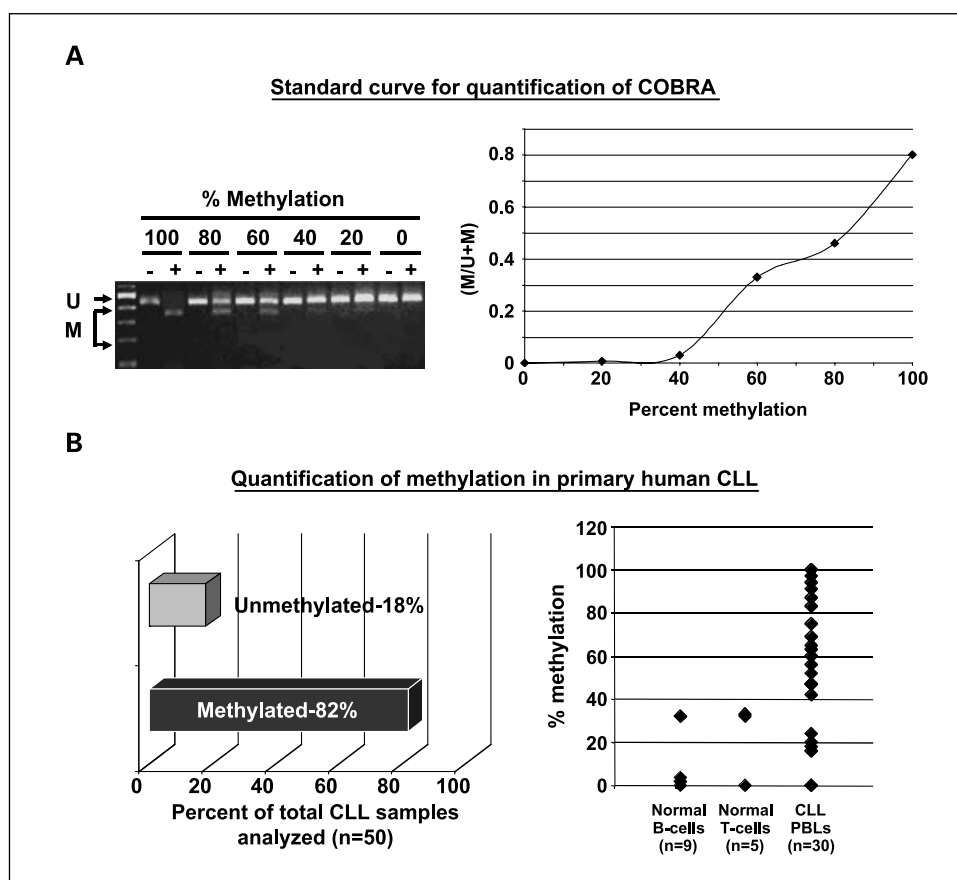 A
Standard curve for quantification of COBRA
% Methylation
100 80 60 40 20 0
- + - + - + - + - + - +
U
M
0.8
0.6
0.4
0.2
0
(M/U+M)
0 20 40 60 80 100
Percent methylation
B
Quantification of methylation in primary human CLL
Unmethylated-18%
Methylated-82%
0 20 40 60 80 100
Percent of total CLL samples
analyzed (n=50)
120
100
80
60
40
20
0
% methylation
Normal B-cells (n=9)
Normal T-cells (n=5)
CLL PBLs (n=30)